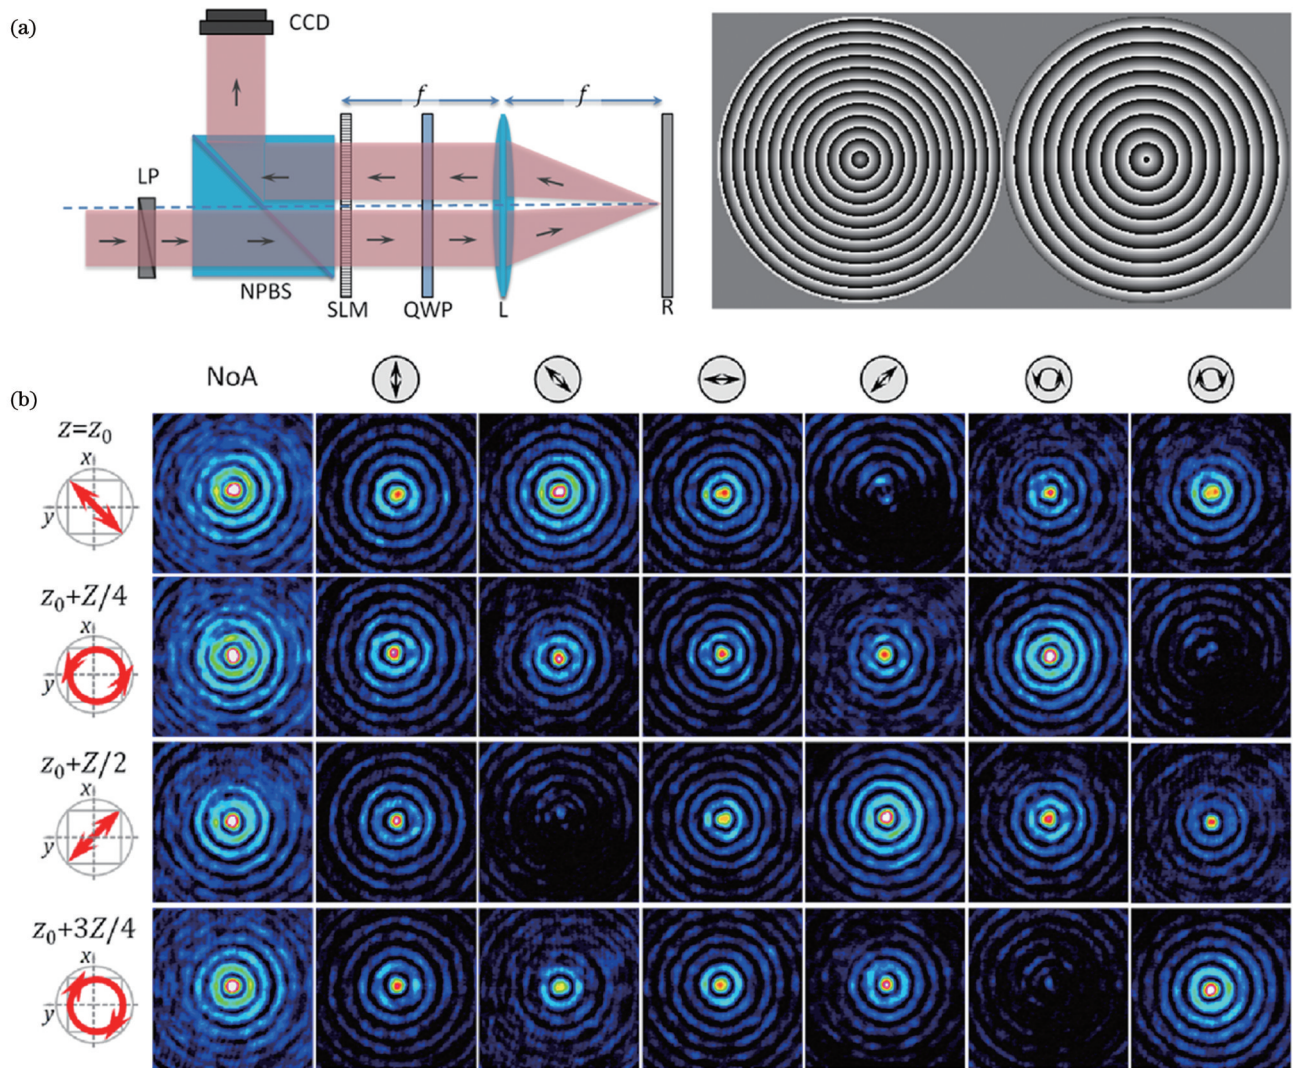 (a)
CCD
f
f
LP
NPBS
SLM
QWP
L
R
(b)
NoA
z=z₀
x
y
z₀+Z/4
x
y
z₀+Z/2
x
y
z₀+3Z/4
x
y